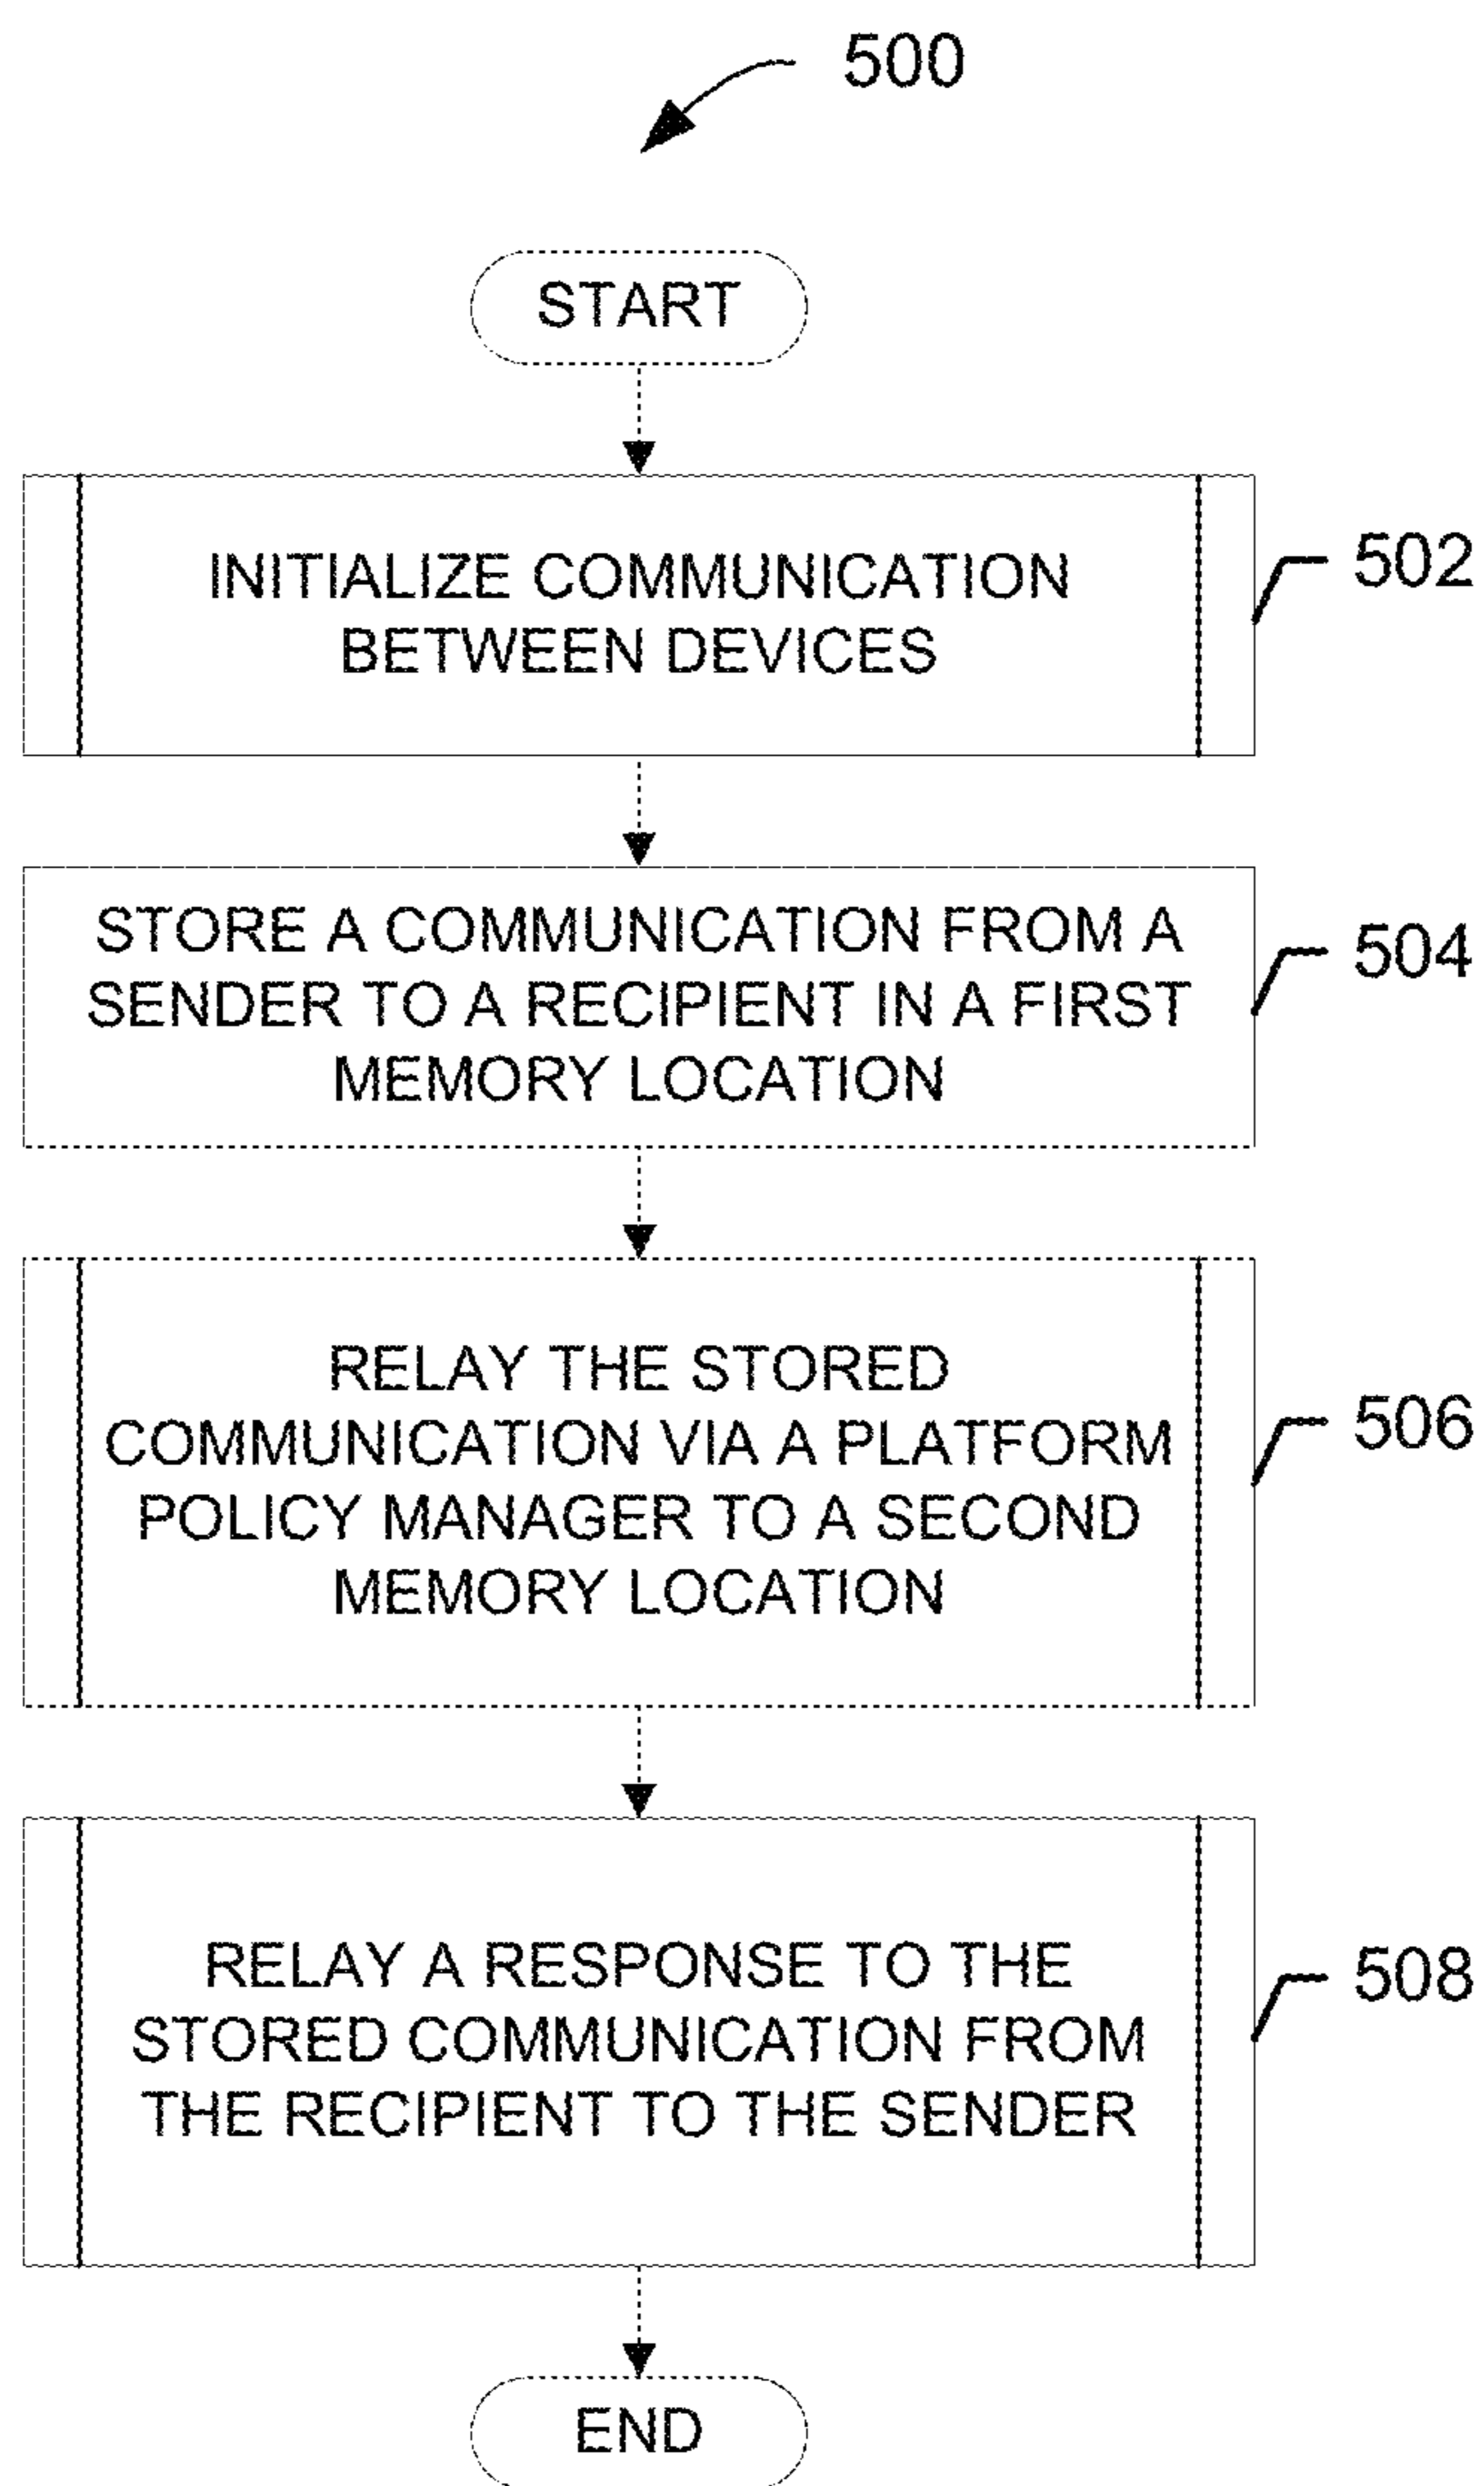 500
START
INITIALIZE COMMUNICATION
BETWEEN DEVICES
502
STORE A COMMUNICATION FROM A
SENDER TO A RECIPIENT IN A FIRST
MEMORY LOCATION
504
RELAY THE STORED
COMMUNICATION VIA A PLATFORM
POLICY MANAGER TO A SECOND
MEMORY LOCATION
506
RELAY A RESPONSE TO THE
STORED COMMUNICATION FROM
THE RECIPIENT TO THE SENDER
508
END